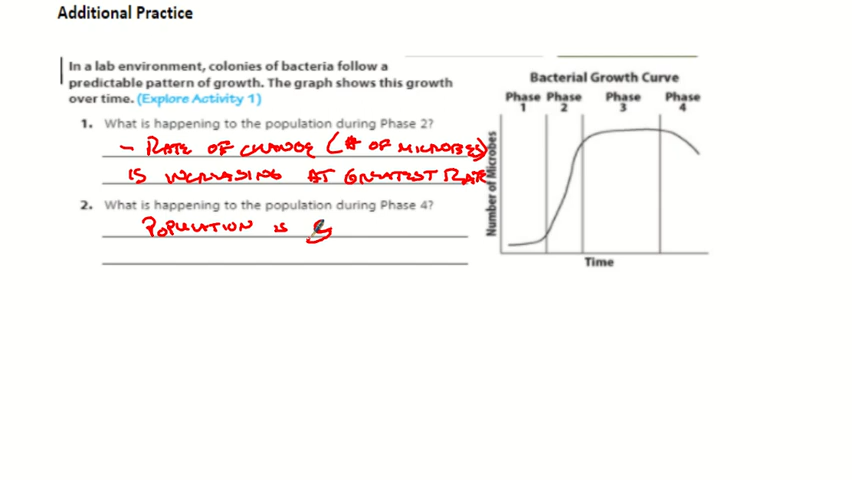 Additional Practice
In a lab environment, colonies of bacteria follow a
predictable pattern of growth. The graph shows this growth
over time. (Explore Activity 1)
1. What is happening to the population during Phase 2?
- RATE OF CHANGE (# OF MICROBES)
IS INCREASING AT GREATEST RATE
2. What is happening to the population during Phase 4?
POPULATION IS
Bacterial Growth Curve
Phase 1 Phase 2 Phase 3 Phase 4
Number of Microbes
Time